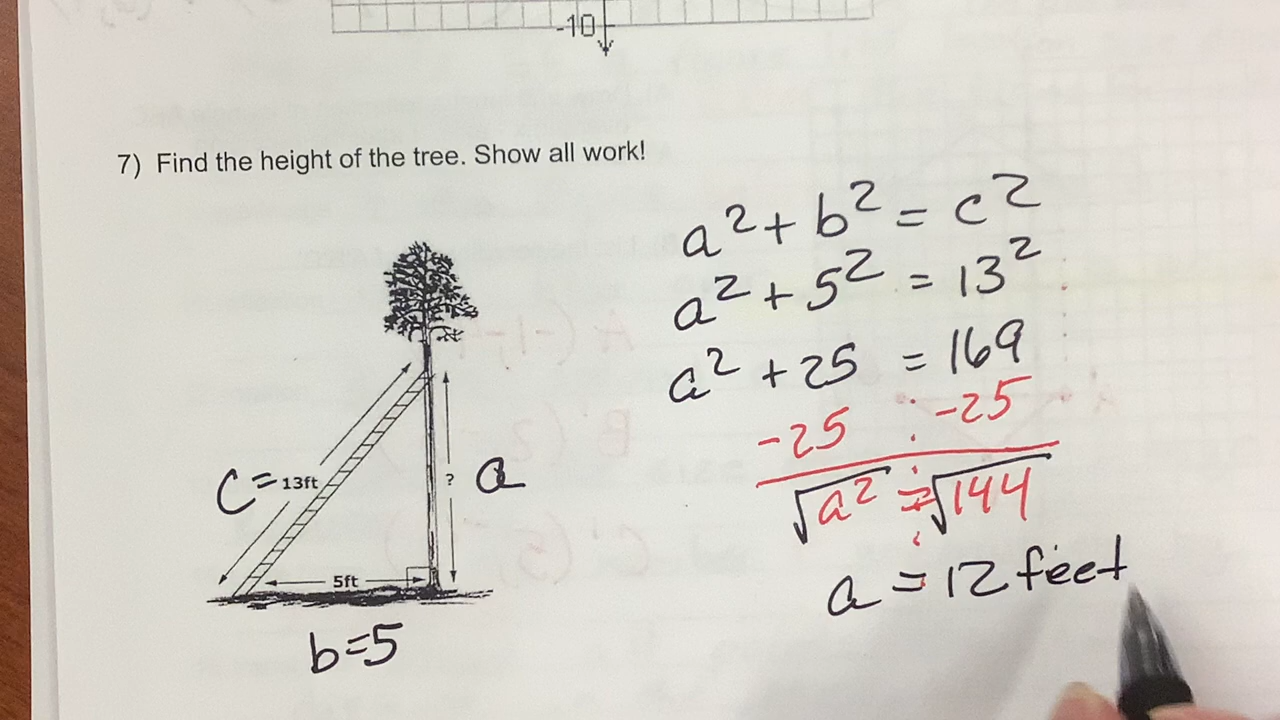 -10
7) Find the height of the tree. Show all work!
a² + b² = c²
a² + 5² = 13²
a² + 25 = 169
-25 -25
√a² = √144
a = 12 feet
C = 13ft
? a
5ft
b=5